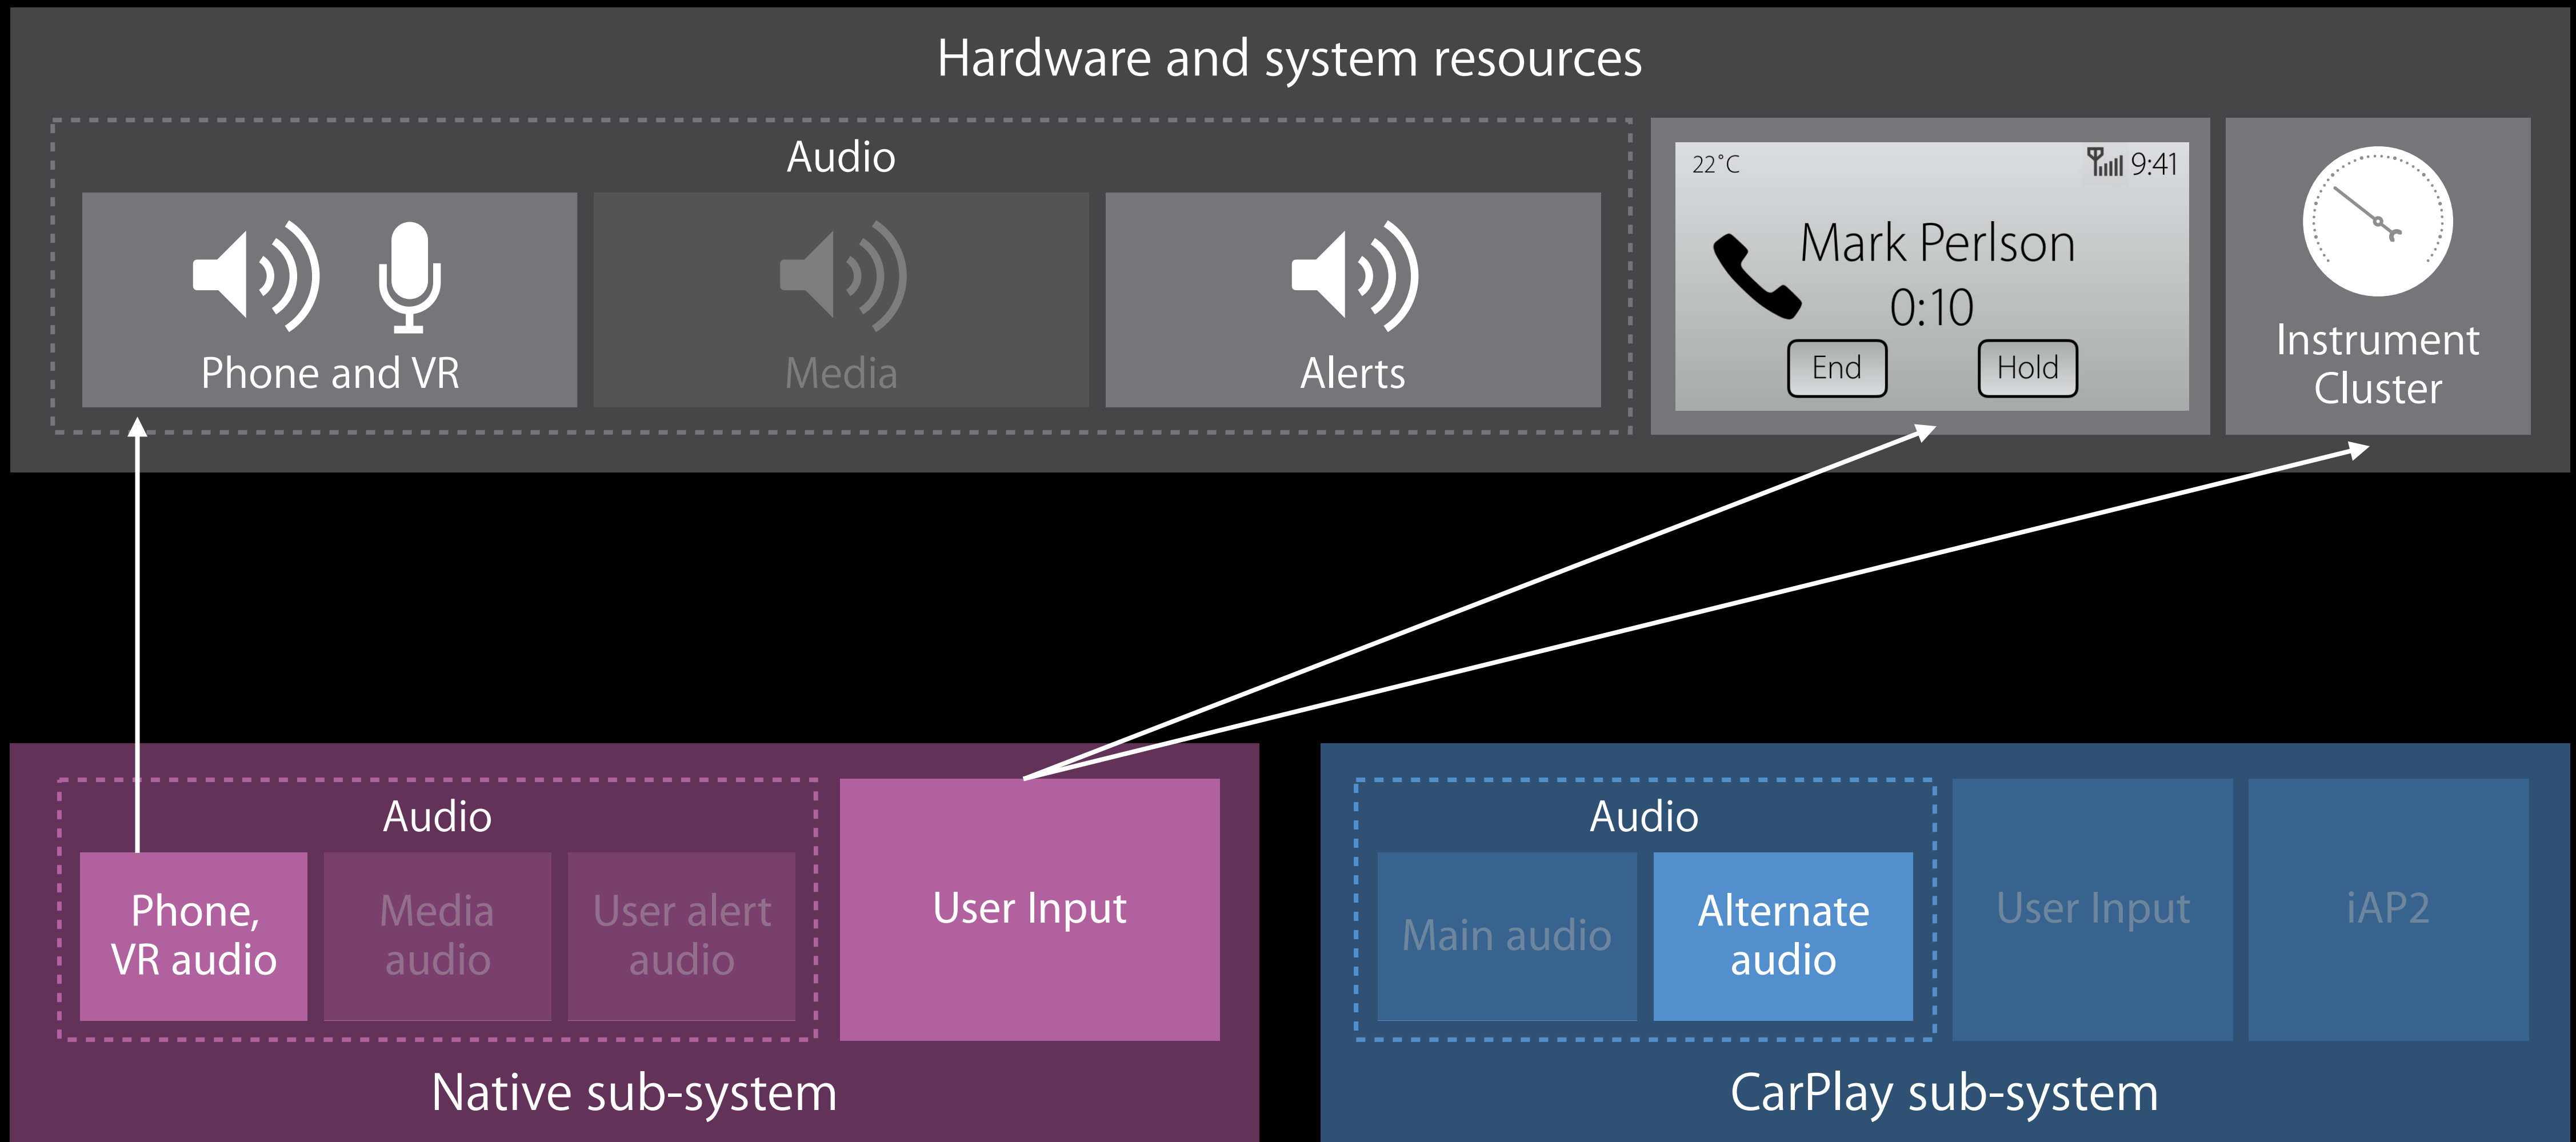 Hardware and system resources
Audio
Phone and VR
Media
Alerts
22°C
9:41
Mark Perlson
0:10
End
Hold
Instrument
Cluster
Audio
Phone,
VR audio
Media
audio
User alert
audio
User Input
Native sub-system
Audio
Main audio
Alternate
audio
User Input
iAP2
CarPlay sub-system